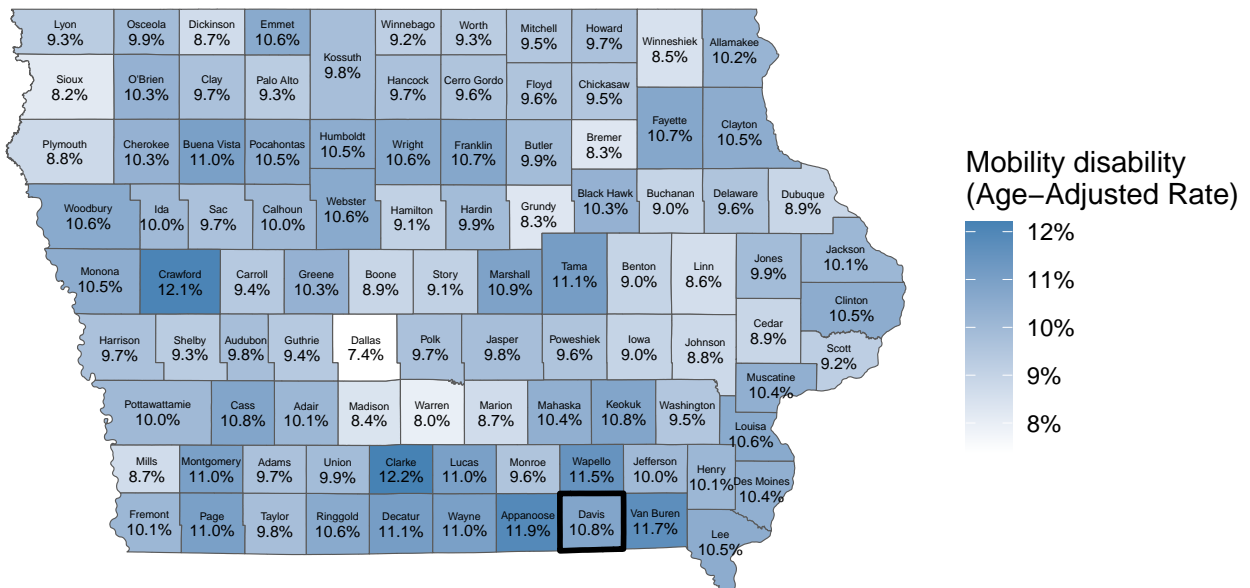 Lyon
9.3%
Osceola
9.9%
Dickinson
8.7%
Emmet
10.6%
Kossuth
9.8%
Winnebago
9.2%
Worth
9.3%
Mitchell
9.5%
Howard
9.7%
Winneshiek
8.5%
Allamakee
10.2%
Sioux
8.2%
O'Brien
10.3%
Clay
9.7%
Palo Alto
9.3%
Hancock
9.7%
Cerro Gordo
9.6%
Floyd
9.6%
Chickasaw
9.5%
Fayette
10.7%
Clayton
10.5%
Plymouth
8.8%
Cherokee
10.3%
Buena Vista
11.0%
Pocahontas
10.5%
Humboldt
10.5%
Wright
10.6%
Franklin
10.7%
Butler
9.9%
Bremer
8.3%
Woodbury
10.6%
Ida
10.0%
Sac
9.7%
Calhoun
10.0%
Webster
10.6%
Hamilton
9.1%
Hardin
9.9%
Grundy
8.3%
Black Hawk
10.3%
Buchanan
9.0%
Delaware
9.6%
Dubuque
8.9%
Monona
10.5%
Crawford
12.1%
Carroll
9.4%
Greene
10.3%
Boone
8.9%
Story
9.1%
Marshall
10.9%
Tama
11.1%
Benton
9.0%
Linn
8.6%
Jones
9.9%
Jackson
10.1%
Clinton
10.5%
Harrison
9.7%
Shelby
9.3%
Audubon
9.8%
Guthrie
9.4%
Dallas
7.4%
Polk
9.7%
Jasper
9.8%
Poweshiek
9.6%
Iowa
9.0%
Johnson
8.8%
Cedar
8.9%
Scott
9.2%
Muscatine
10.4%
Pottawattamie
10.0%
Cass
10.8%
Adair
10.1%
Madison
8.4%
Warren
8.0%
Marion
8.7%
Mahaska
10.4%
Keokuk
10.8%
Washington
9.5%
Louisa
10.6%
Mills
8.7%
Montgomery
11.0%
Adams
9.7%
Union
9.9%
Clarke
12.2%
Lucas
11.0%
Monroe
9.6%
Wapello
11.5%
Jefferson
10.0%
Henry
10.1%
Des Moines
10.4%
Fremont
10.1%
Page
11.0%
Taylor
9.8%
Ringgold
10.6%
Decatur
11.1%
Wayne
11.0%
Appanoose
11.9%
Davis
10.8%
Van Buren
11.7%
Lee
10.5%
Mobility disability
(Age−Adjusted Rate)
12%
11%
10%
9%
8%